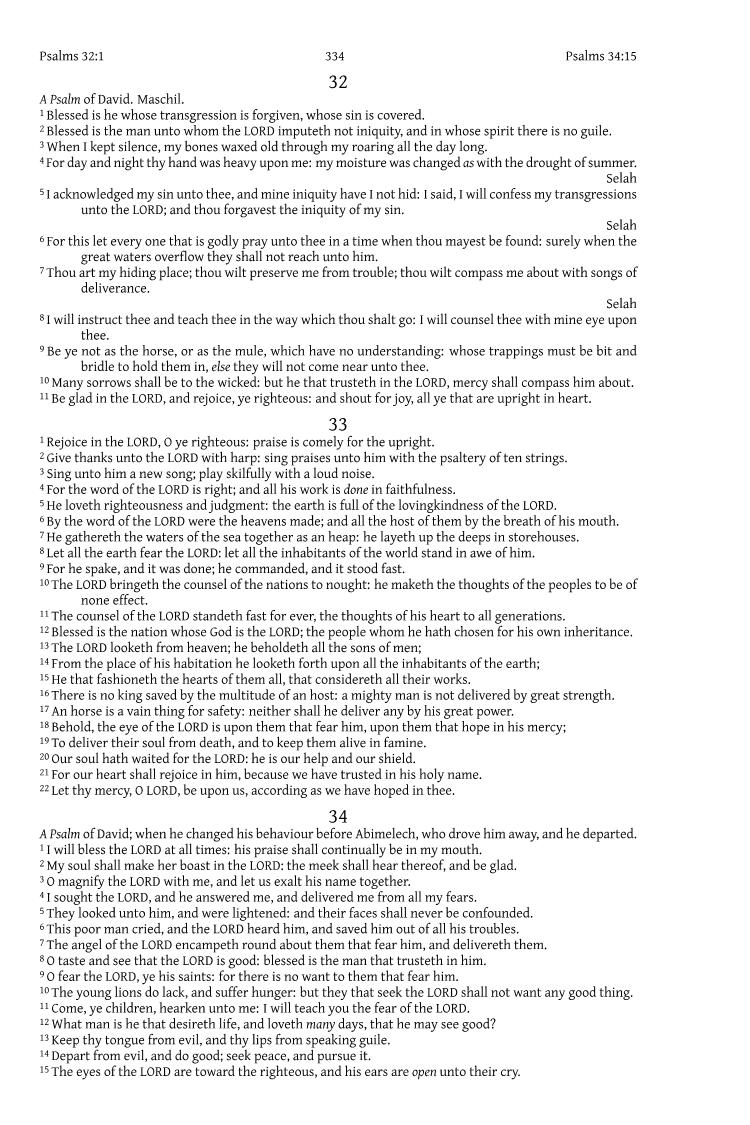 Psalms 32:1 334 Psalms 34:15
32
A Psalm of David. Maschil.
1 Blessed is he whose transgression is forgiven, whose sin is covered.
2 Blessed is the man unto whom the LORD imputeth not iniquity, and in whose spirit there is no guile.
3 When I kept silence, my bones waxed old through my roaring all the day long.
4 For day and night thy hand was heavy upon me: my moisture was changed as with the drought of summer.
Selah
5 I acknowledged my sin unto thee, and mine iniquity have I not hid: I said, I will confess my transgressions
unto the LORD; and thou forgavest the iniquity of my sin.
Selah
6 For this let every one that is godly pray unto thee in a time when thou mayest be found: surely when the
great waters overflow they shall not reach unto him.
7 Thou art my hiding place; thou wilt preserve me from trouble; thou wilt compass me about with songs of
deliverance.
Selah
8 I will instruct thee and teach thee in the way which thou shalt go: I will counsel thee with mine eye upon
thee.
9 Be ye not as the horse, or as the mule, which have no understanding: whose trappings must be bit and
bridle to hold them in, else they will not come near unto thee.
10 Many sorrows shall be to the wicked: but he that trusteth in the LORD, mercy shall compass him about.
11 Be glad in the LORD, and rejoice, ye righteous: and shout for joy, all ye that are upright in heart.
33
1 Rejoice in the LORD, O ye righteous: praise is comely for the upright.
2 Give thanks unto the LORD with harp: sing praises unto him with the psaltery of ten strings.
3 Sing unto him a new song; play skilfully with a loud noise.
4 For the word of the LORD is right; and all his work is done in faithfulness.
5 He loveth righteousness and judgment: the earth is full of the lovingkindness of the LORD.
6 By the word of the LORD were the heavens made; and all the host of them by the breath of his mouth.
7 He gathereth the waters of the sea together as an heap: he layeth up the deeps in storehouses.
8 Let all the earth fear the LORD: let all the inhabitants of the world stand in awe of him.
9 For he spake, and it was done; he commanded, and it stood fast.
10 The LORD bringeth the counsel of the nations to nought: he maketh the thoughts of the peoples to be of
none effect.
11 The counsel of the LORD standeth fast for ever, the thoughts of his heart to all generations.
12 Blessed is the nation whose God is the LORD; the people whom he hath chosen for his own inheritance.
13 The LORD looketh from heaven; he beholdeth all the sons of men;
14 From the place of his habitation he looketh forth upon all the inhabitants of the earth;
15 He that fashioneth the hearts of them all, that considereth all their works.
16 There is no king saved by the multitude of an host: a mighty man is not delivered by great strength.
17 An horse is a vain thing for safety: neither shall he deliver any by his great power.
18 Behold, the eye of the LORD is upon them that fear him, upon them that hope in his mercy;
19 To deliver their soul from death, and to keep them alive in famine.
20 Our soul hath waited for the LORD: he is our help and our shield.
21 For our heart shall rejoice in him, because we have trusted in his holy name.
22 Let thy mercy, O LORD, be upon us, according as we have hoped in thee.
34
A Psalm of David; when he changed his behaviour before Abimelech, who drove him away, and he departed.
1 I will bless the LORD at all times: his praise shall continually be in my mouth.
2 My soul shall make her boast in the LORD: the meek shall hear thereof, and be glad.
3 O magnify the LORD with me, and let us exalt his name together.
4 I sought the LORD, and he answered me, and delivered me from all my fears.
5 They looked unto him, and were lightened: and their faces shall never be confounded.
6 This poor man cried, and the LORD heard him, and saved him out of all his troubles.
7 The angel of the LORD encampeth round about them that fear him, and delivereth them.
8 O taste and see that the LORD is good: blessed is the man that trusteth in him.
9 O fear the LORD, ye his saints: for there is no want to them that fear him.
10 The young lions do lack, and suffer hunger: but they that seek the LORD shall not want any good thing.
11 Come, ye children, hearken unto me: I will teach you the fear of the LORD.
12 What man is he that desireth life, and loveth many days, that he may see good?
13 Keep thy tongue from evil, and thy lips from speaking guile.
14 Depart from evil, and do good; seek peace, and pursue it.
15 The eyes of the LORD are toward the righteous, and his ears are open unto their cry.